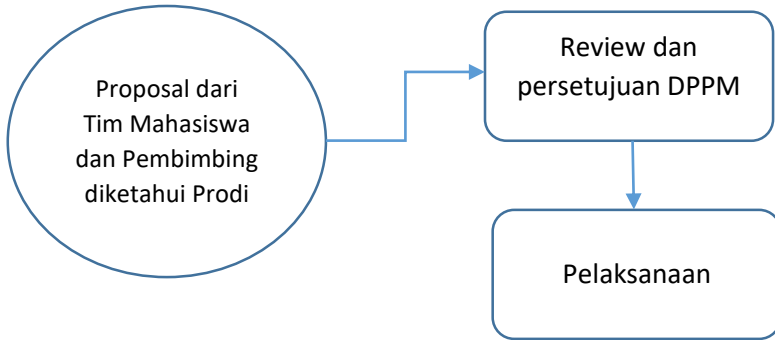 Proposal dari
Tim Mahasiswa
dan Pembimbing
diketahui Prodi
Review dan
persetujuan DPPM
Pelaksanaan